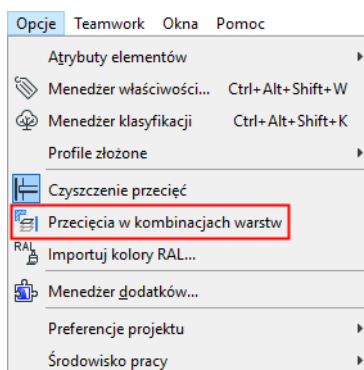 Opcje Teamwork Okna Pomoc
Atrybuty elementów
Menedżer właściwości... Ctrl+Alt+Shift+W
Menedżer klasyfikacji Ctrl+Alt+Shift+K
Profile złożone
Czyszczenie przecięć
Przecięcia w kombinacjach warstw
RAL Importuj kolory RAL...
Menedżer dodatków...
Preferencje projektu
Środowisko pracy